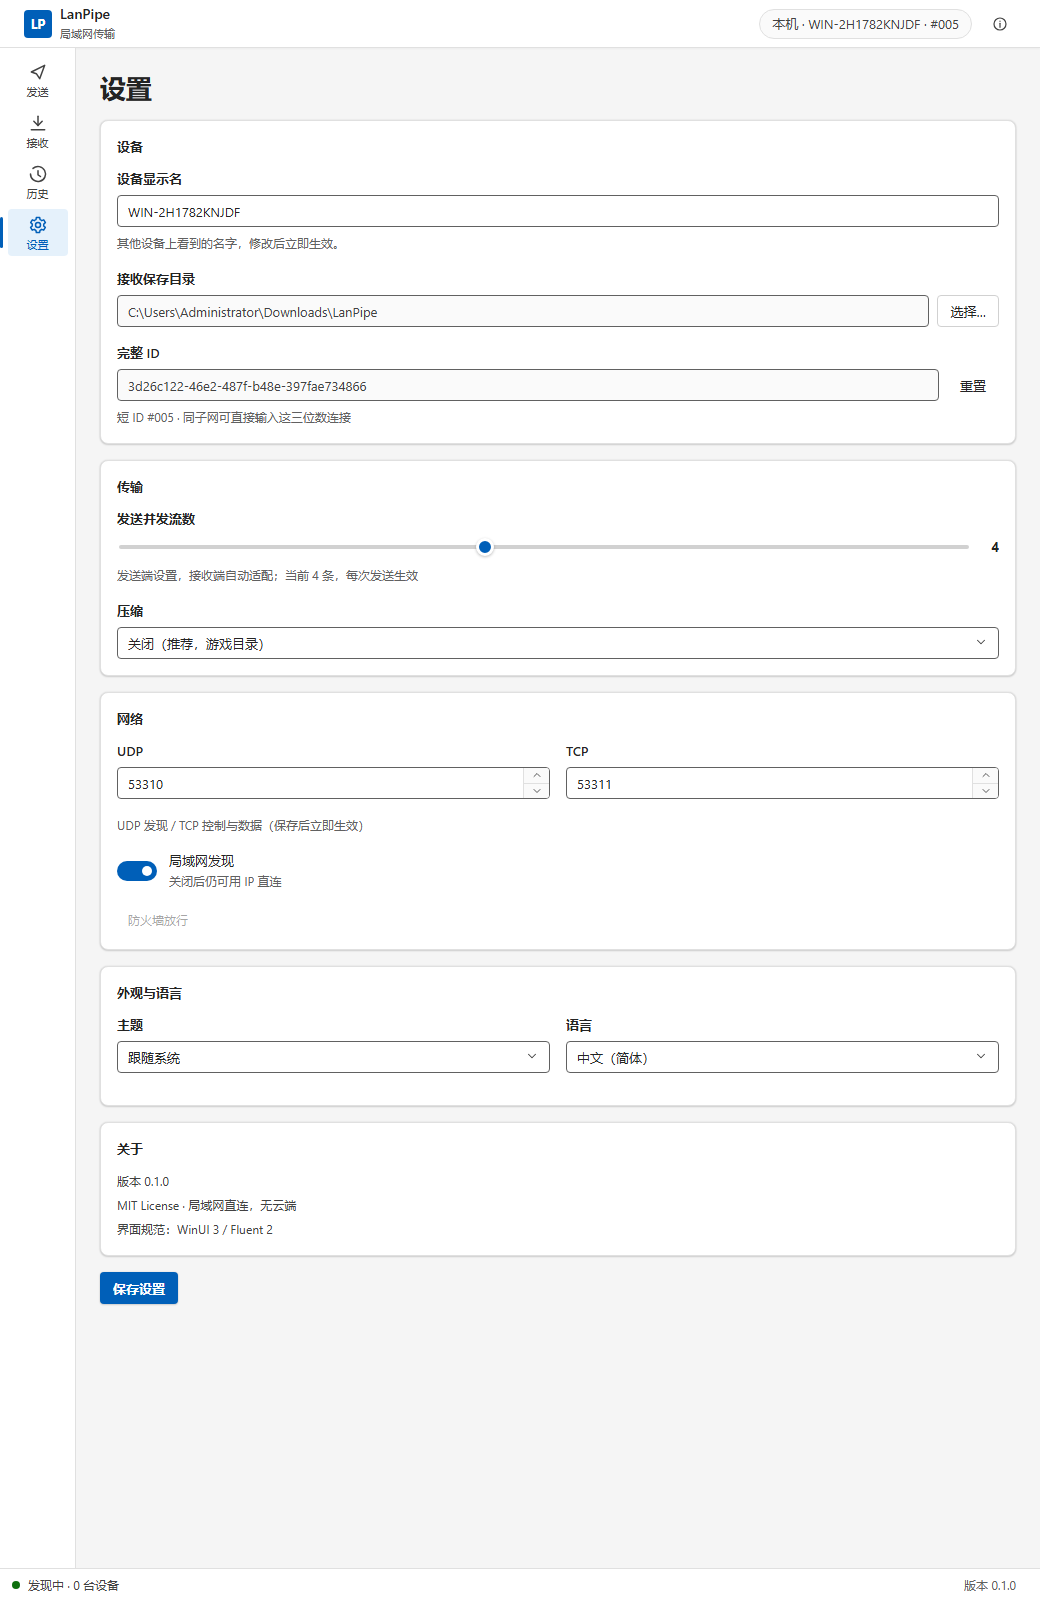 LP
LanPipe
局域网传输
本机 · WIN-2H1782KNJDF · #005
发送
接收
历史
设置
设置
设备
设备显示名
WIN-2H1782KNJDF
其他设备上看到的名字，修改后立即生效。
接收保存目录
C:\Users\Administrator\Downloads\LanPipe
选择...
完整 ID
3d26c122-46e2-487f-b48e-397fae734866
重置
短 ID #005 · 同子网可直接输入这三位数连接
传输
发送并发流数
4
发送端设置，接收端自动适配；当前 4 条，每次发送生效
压缩
关闭（推荐，游戏目录）
网络
UDP
TCP
53310
53311
UDP 发现 / TCP 控制与数据（保存后立即生效）
局域网发现
关闭后仍可用 IP 直连
防火墙放行
外观与语言
主题
语言
跟随系统
中文（简体）
关于
版本 0.1.0
MIT License · 局域网直连，无云端
界面规范：WinUI 3 / Fluent 2
保存设置
发现中 · 0 台设备
版本 0.1.0